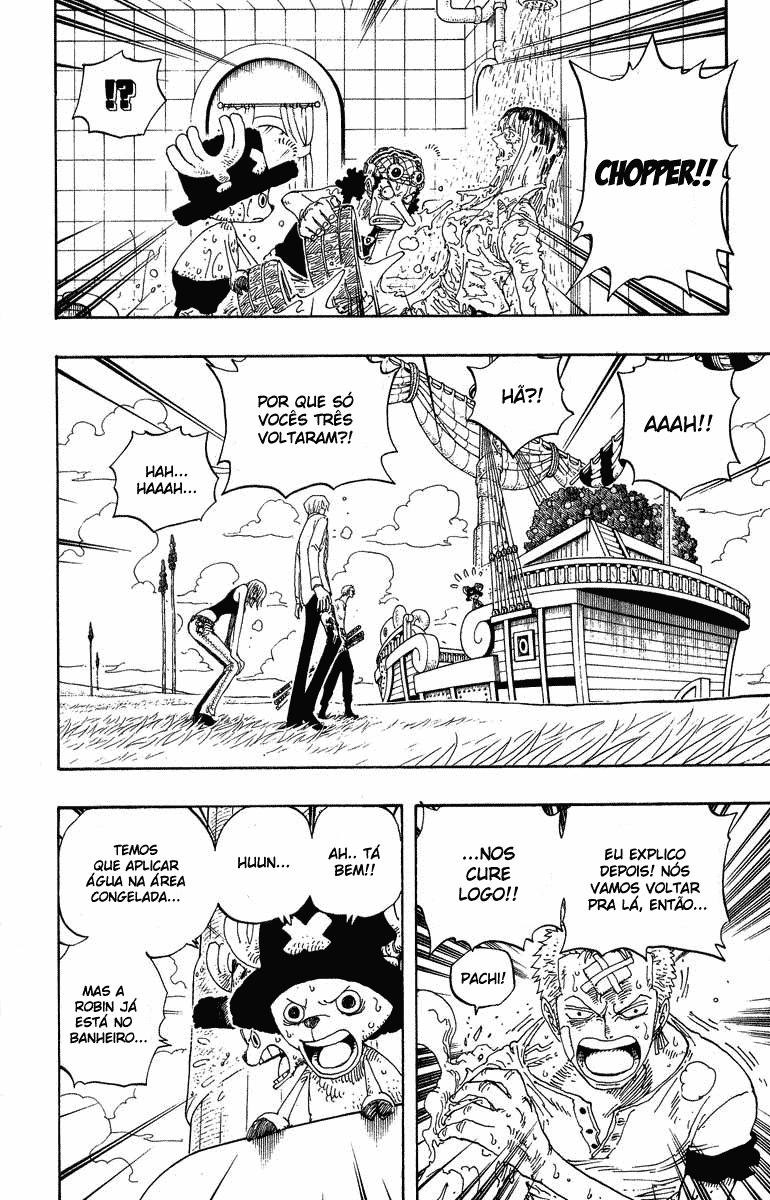 CHOPPER!!
!?
AAAH!!
HÃ?!
POR QUE SÓ
VOCÊS TRÊS
VOLTARAM?!
HAH...
HAAAH...
EU EXPLICO
DEPOIS! NÓS
VAMOS VOLTAR
PRA LÁ, ENTÃO...
...NOS
CURE
LOGO!!
PACHI!
AH.. TÁ
BEM!!
HUUN...
TEMOS
QUE APLICAR
ÁGUA NA ÁREA
CONGELADA...
MAS A
ROBIN JÁ
ESTÁ NO
BANHEIRO...